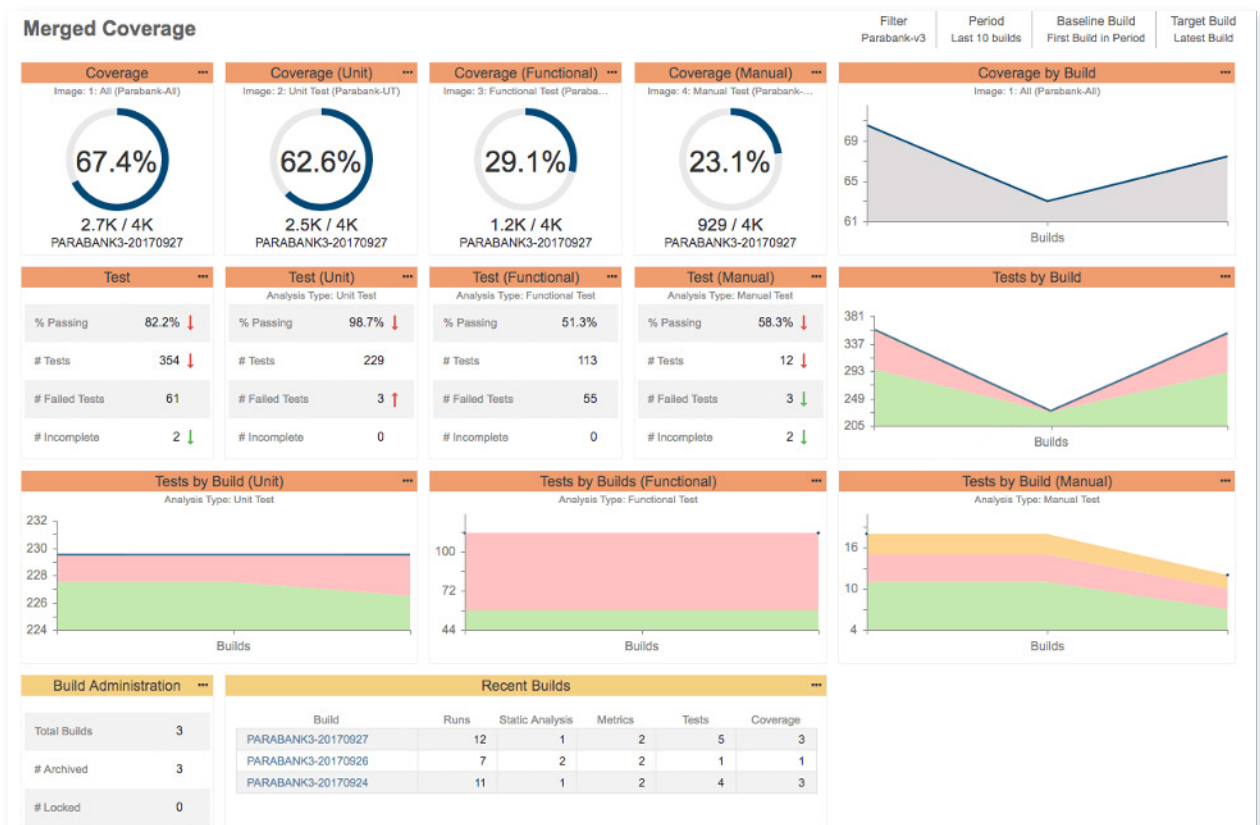 Merged Coverage
Filter Period Baseline Build Target Build
Parabank-v3 Last 10 builds First Build in Period Latest Build
Coverage ••• Coverage (Unit) ••• Coverage (Functional) ••• Coverage (Manual) ••• Coverage by Build •••
Image: 1: All (Parabank-All) Image: 2: Unit Test (Parabank-UT) Image: 3: Functional Test (Paraba... Image: 4: Manual Test (Parabank-... Image: 1: All (Parabank-All)
67.4% 62.6% 29.1% 23.1%
2.7K / 4K 2.5K / 4K 1.2K / 4K 929 / 4K
PARABANK3-20170927 PARABANK3-20170927 PARABANK3-20170927 PARABANK3-20170927
69
65
61
Builds
Test ••• Test (Unit) ••• Test (Functional) ••• Test (Manual) ••• Tests by Build •••
Analysis Type: Unit Test Analysis Type: Functional Test Analysis Type: Manual Test
% Passing 82.2% ↓ % Passing 98.7% ↓ % Passing 51.3% % Passing 58.3% ↓
# Tests 354 ↓ # Tests 229 # Tests 113 # Tests 12 ↓
# Failed Tests 61 # Failed Tests 3 ↑ # Failed Tests 55 # Failed Tests 3 ↓
# Incomplete 2 ↓ # Incomplete 0 # Incomplete 0 # Incomplete 2 ↓
381
337
293
249
205
Builds
Tests by Build (Unit) ••• Tests by Builds (Functional) ••• Tests by Build (Manual) •••
Analysis Type: Unit Test Analysis Type: Functional Test Analysis Type: Manual Test
232
230
228
226
224
Builds
100
72
44
Builds
16
10
4
Builds
Build Administration ••• Recent Builds •••
Total Builds 3
# Archived 3
# Locked 0
Build Runs Static Analysis Metrics Tests Coverage
PARABANK3-20170927 12 1 2 5 3
PARABANK3-20170926 7 2 2 1 1
PARABANK3-20170924 11 1 2 4 3